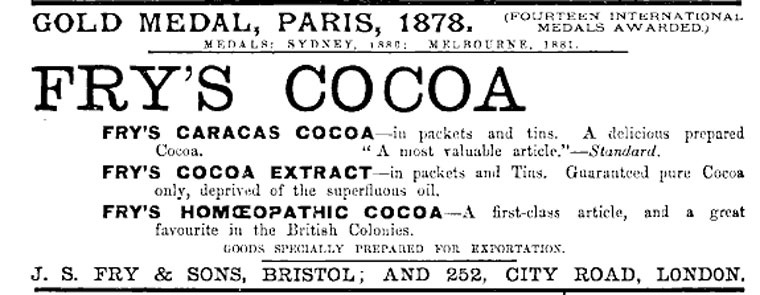 GOLD MEDAL, PARIS, 1878. (FOURTEEN INTERNATIONAL
MEDALS AWARDED.)
MEDALS: SYDNEY, 1880; MELBOURNE, 1881.
FRY'S COCOA
FRY'S CARACAS COCOA—in packets and tins. A delicious prepared
Cocoa. "A most valuable article."—Standard.
FRY'S COCOA EXTRACT—in packets and Tins. Guaranteed pure Cocoa
only, deprived of the superfluous oil.
FRY'S HOMŒOPATHIC COCOA—A first-class article, and a great
favourite in the British Colonies.
GOODS SPECIALLY PREPARED FOR EXPORTATION.
J. S. FRY & SONS, BRISTOL; AND 252, CITY ROAD, LONDON.